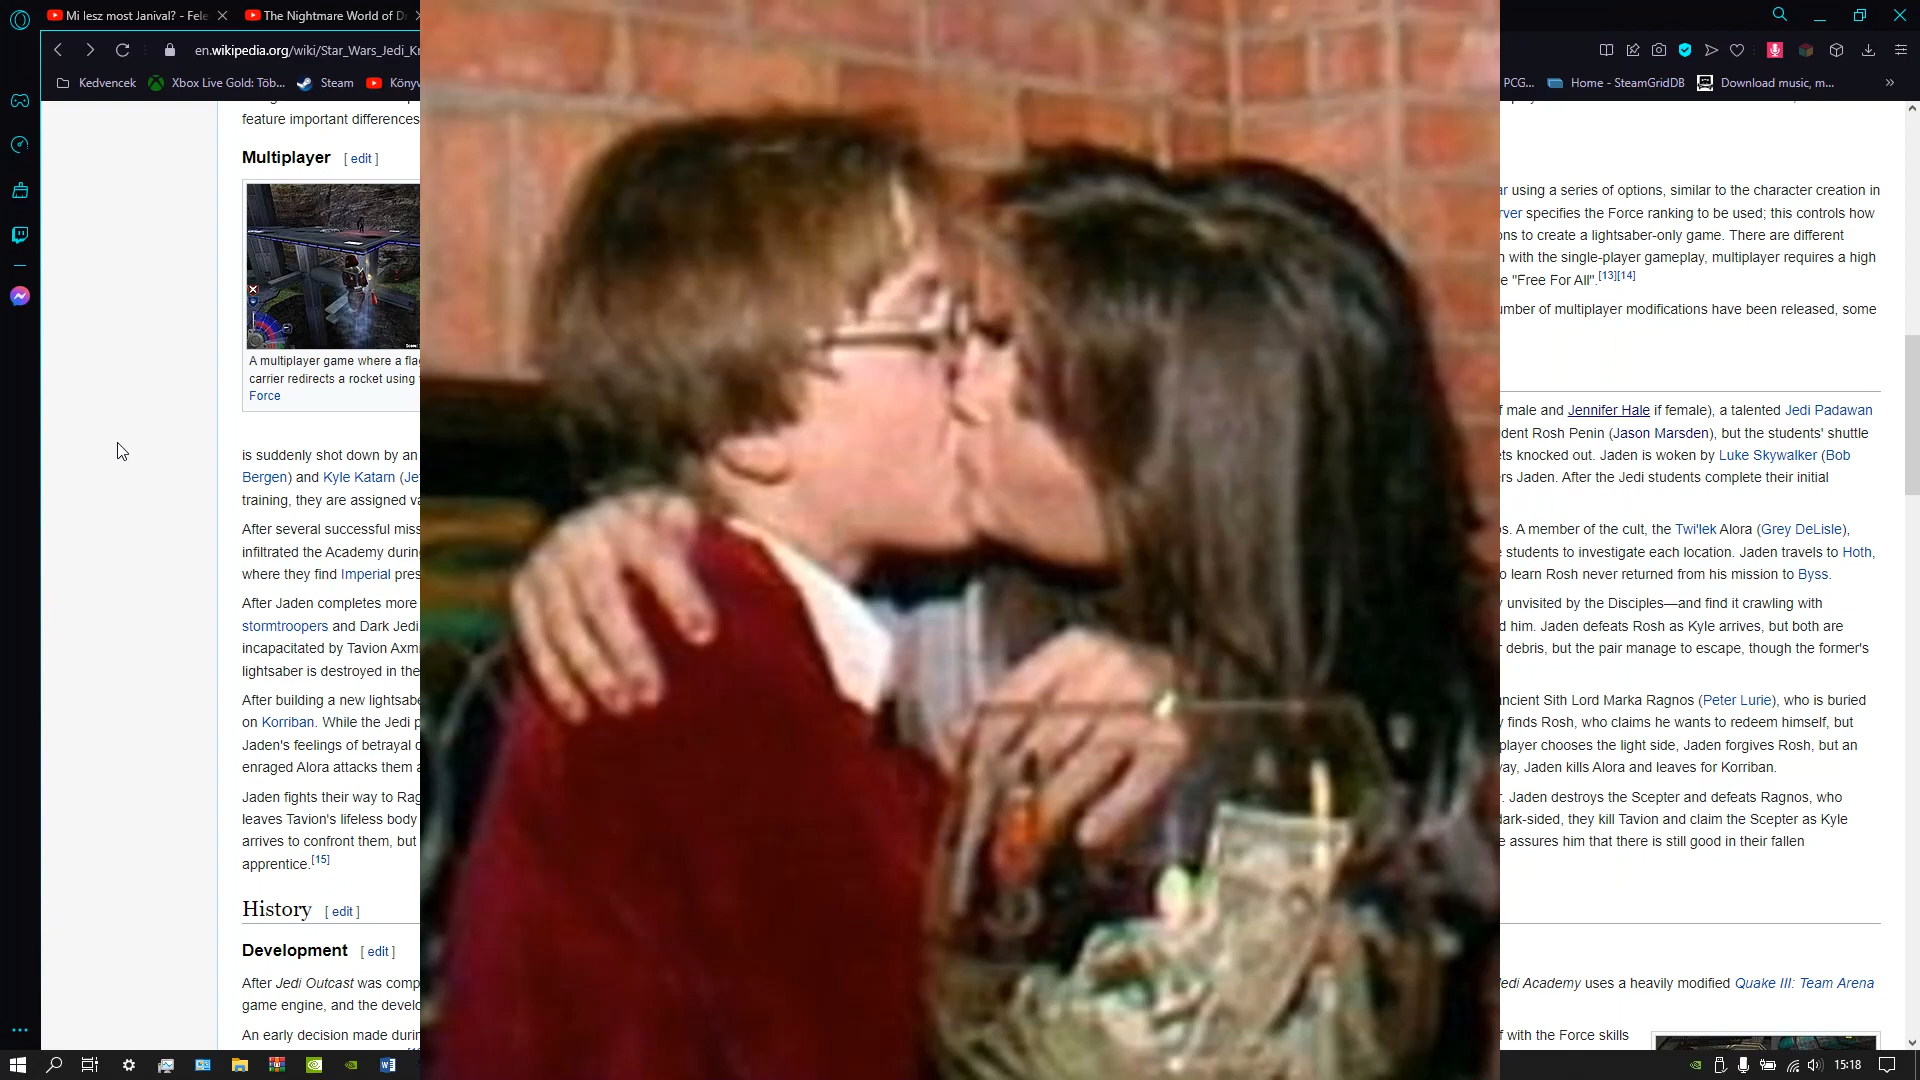 Mi lesz most Janival? - Fele
The Nightmare World of D
en.wikipedia.org/wiki/Star_Wars_Jedi_Kn
Kedvencek
Xbox Live Gold: Töb...
Steam
Köny
PCG...
Home - SteamGridDB
Download music, m...
feature important differences
Multiplayer [ edit ]
A multiplayer game where a flag
carrier redirects a rocket using
Force
is suddenly shot down by an
Bergen) and Kyle Katarn (Je
training, they are assigned va
After several successful miss
infiltrated the Academy durin
where they find Imperial pres
After Jaden completes more
stormtroopers and Dark Jedi
incapacitated by Tavion Axmi
lightsaber is destroyed in the
After building a new lightsabe
on Korriban. While the Jedi p
Jaden's feelings of betrayal
enraged Alora attacks them a
Jaden fights their way to Rag
leaves Tavion's lifeless body
arrives to confront them, but
apprentice.[15]
History [ edit ]
Development [ edit ]
After Jedi Outcast was comp
game engine, and the develo
An early decision made durin
ar using a series of options, similar to the character creation in
rver specifies the Force ranking to be used; this controls how
ons to create a lightsaber-only game. There are different
n with the single-player gameplay, multiplayer requires a high
e "Free For All".[13][14]
umber of multiplayer modifications have been released, some
f male and Jennifer Hale if female), a talented Jedi Padawan
dent Rosh Penin (Jason Marsden), but the students' shuttle
ets knocked out. Jaden is woken by Luke Skywalker (Bob
rs Jaden. After the Jedi students complete their initial
s. A member of the cult, the Twi'lek Alora (Grey DeLisle),
e students to investigate each location. Jaden travels to Hoth,
o learn Rosh never returned from his mission to Byss.
y unvisited by the Disciples—and find it crawling with
d him. Jaden defeats Rosh as Kyle arrives, but both are
r debris, but the pair manage to escape, though the former's
ancient Sith Lord Marka Ragnos (Peter Lurie), who is buried
y finds Rosh, who claims he wants to redeem himself, but
player chooses the light side, Jaden forgives Rosh, but an
way, Jaden kills Alora and leaves for Korriban.
r. Jaden destroys the Scepter and defeats Ragnos, who
dark-sided, they kill Tavion and claim the Scepter as Kyle
e assures him that there is still good in their fallen
Jedi Academy uses a heavily modified Quake III: Team Arena
f with the Force skills
15:18